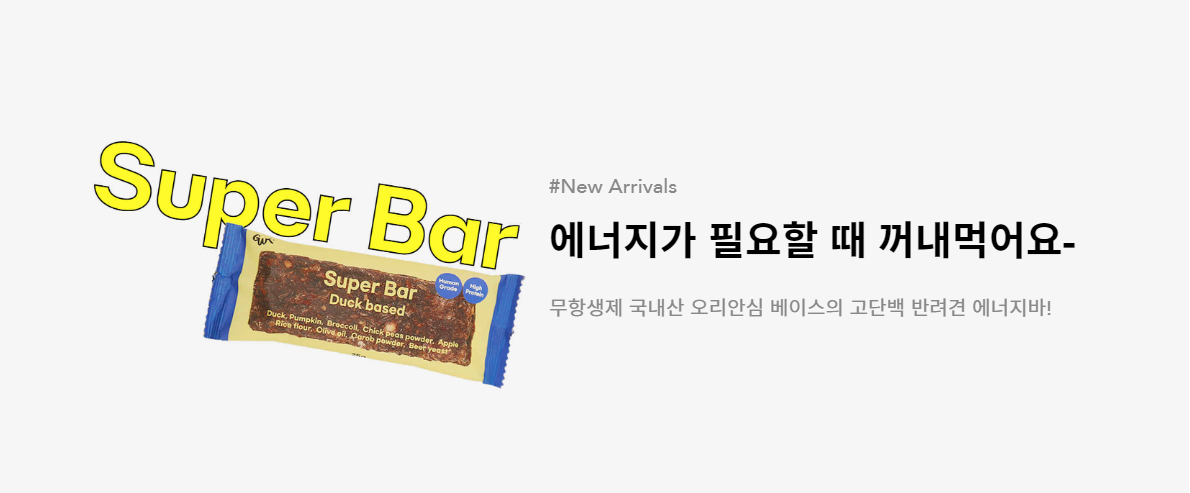 Super Bar
#New Arrivals
에너지가 필요할 때 꺼내먹어요-
무항생제 국내산 오리안심 베이스의 고단백 반려견 에너지바!
Super Bar
Duck based
Human
Grade
High
Protein
Duck, Pumpkin, Broccoli, Chick peas powder, Apple
Rice flour, Olive oil, Carob powder, Beer yeast